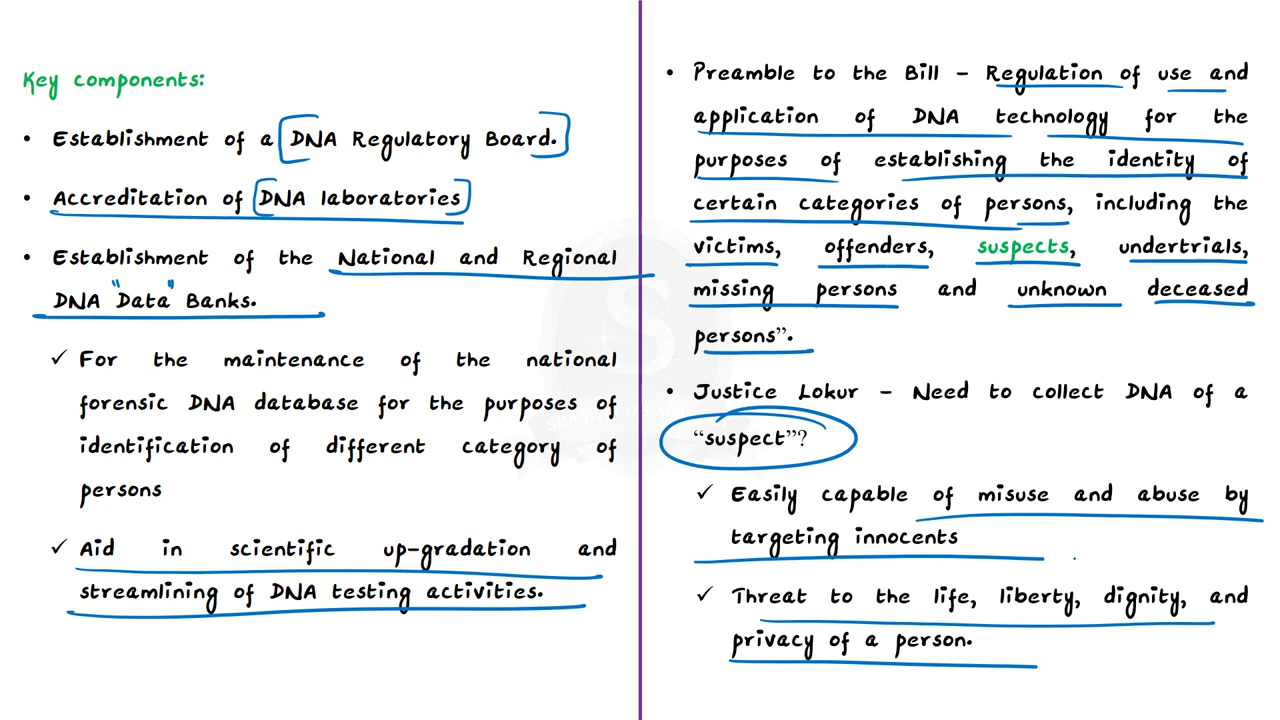 Key components:
• Establishment of a DNA Regulatory Board.
• Accreditation of DNA laboratories
• Establishment of the National and Regional
DNA "Data" Banks.
✓ For the maintenance of the national
forensic DNA database for the purposes of
identification of different category of
persons
✓ Aid in scientific up-gradation and
streamlining of DNA testing activities.
• Preamble to the Bill – Regulation of use and
application of DNA technology for the
purposes of establishing the identity of
certain categories of persons, including the
victims, offenders, suspects, undertrials,
missing persons and unknown deceased
persons”.
• Justice Lokur – Need to collect DNA of a
“suspect”?
✓ Easily capable of misuse and abuse by
targeting innocents
✓ Threat to the life, liberty, dignity, and
privacy of a person.